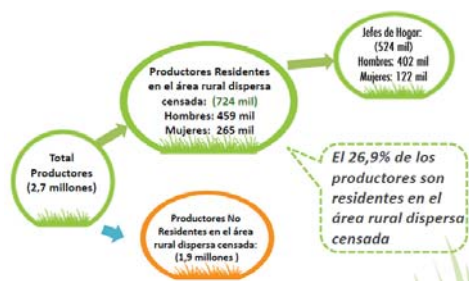 Jefes de Hogar:
(524 mil)
Hombres: 402 mil
Mujeres: 122 mil
Productores Residentes
en el área rural dispersa
censada: (724 mil)
Hombres: 459 mil
Mujeres: 265 mil
Total
Productores
(2,7 millones)
El 26,9% de los
productores son
residentes en el
área rural dispersa
censada
Productores No
Residentes en el área
rural dispersa censada:
(1,9 millones )